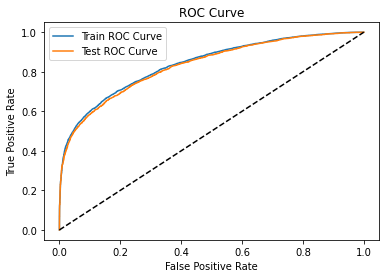 ROC Curve
Train ROC Curve
Test ROC Curve
True Positive Rate
1.0
0.8
0.6
0.4
0.2
0.0
0.0 0.2 0.4 0.6 0.8 1.0
False Positive Rate